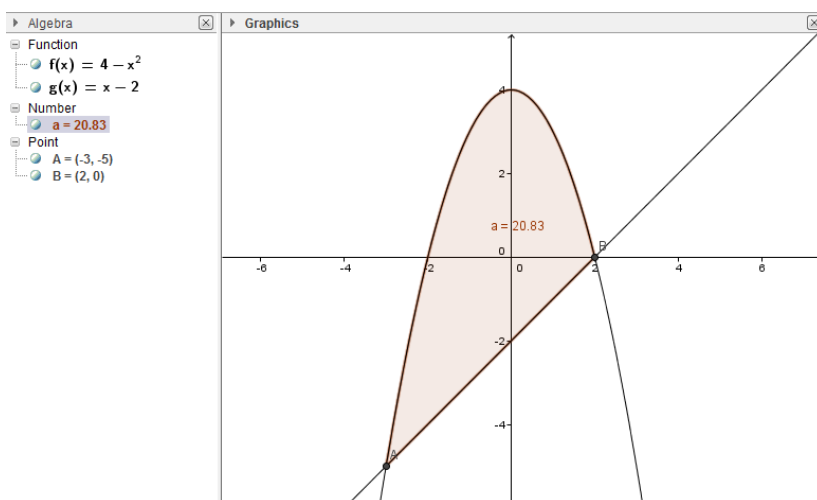 Algebra
Function
f(x) = 4 – x²
g(x) = x – 2
Number
a = 20.83
Point
A = (-3, -5)
B = (2, 0)
Graphics
4
2
a = 20.83
B
0
-6 -4 -2 0 2 4 6
-2
-4
A